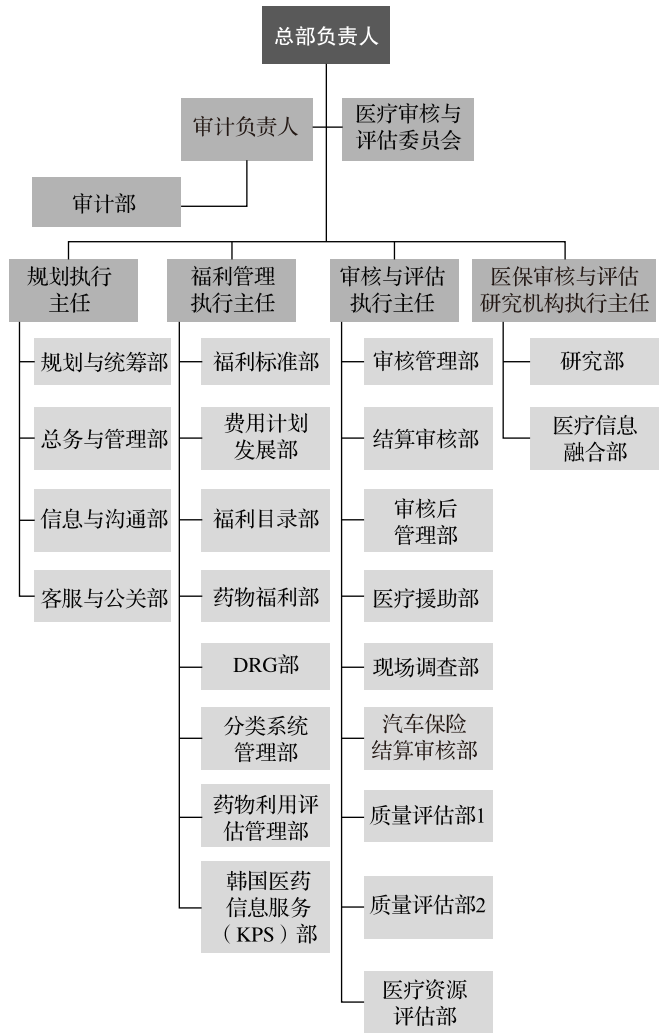 总部负责人
审计负责人
医疗审核与
评估委员会
审计部
规划执行
主任
规划与统筹部
总务与管理部
信息与沟通部
客服与公关部
福利管理
执行主任
福利标准部
费用计划
发展部
福利目录部
药物福利部
DRG部
分类系统
管理部
药物利用评
估管理部
韩国医药
信息服务
（KPS）部
审核与评估
执行主任
审核管理部
结算审核部
审核后
管理部
医疗援助部
现场调查部
汽车保险
结算审核部
质量评估部1
质量评估部2
医疗资源
评估部
医保审核与评估
研究机构执行主任
研究部
医疗信息
融合部